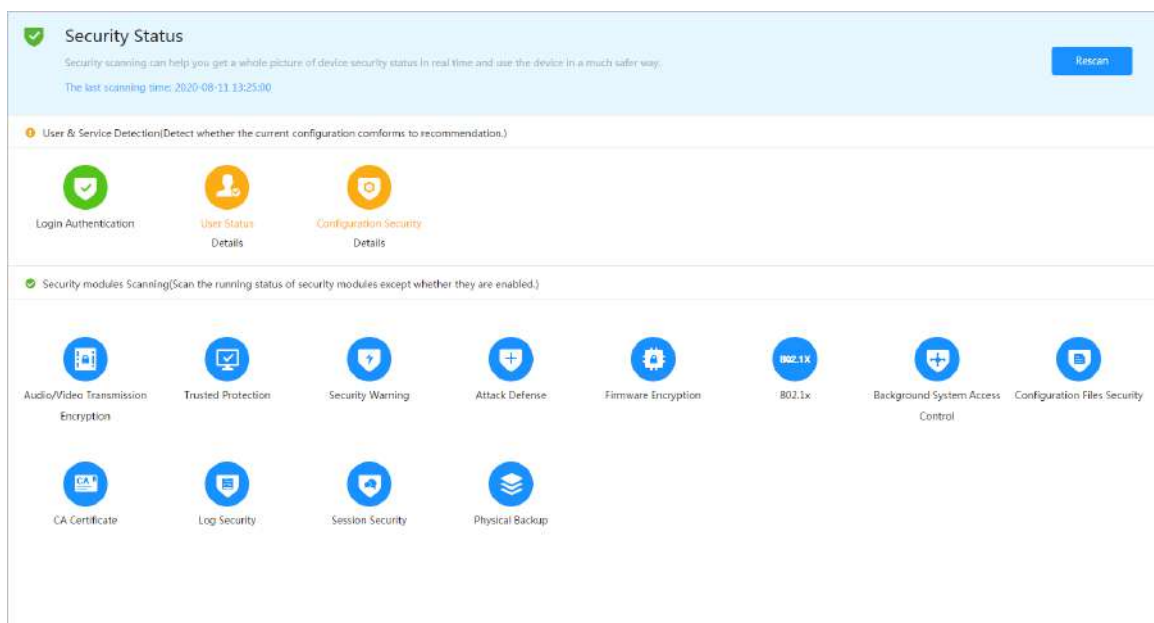 Security Status
Security scanning can help you get a whole picture of device security status in real time and use the device in a much safer way.
Rescan
The last scanning time: 2020-08-11 13:25:00
User & Service Detection(Detect whether the current configuration comforms to recommendation.)
Login Authentication
User Status
Configuration Security
Details
Details
Security modules Scanning(Scan the running status of security modules except whether they are enabled.)
802.1X
Audio/Video Transmission
Encryption
Trusted Protection
Security Warning
Attack Defense
Firmware Encryption
802.1x
Background System Access
Control
Configuration Files Security
CA
CA Certificate
Log Security
Session Security
Physical Backup